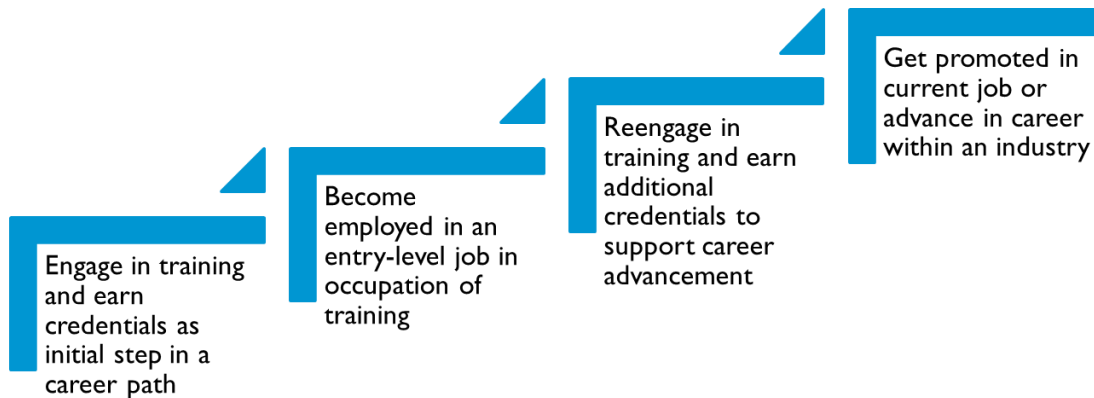 Engage in training
and earn
credentials as
initial step in a
career path
Become
employed in an
entry-level job in
occupation of
training
Reengage in
training and earn
additional
credentials to
support career
advancement
Get promoted in
current job or
advance in career
within an industry